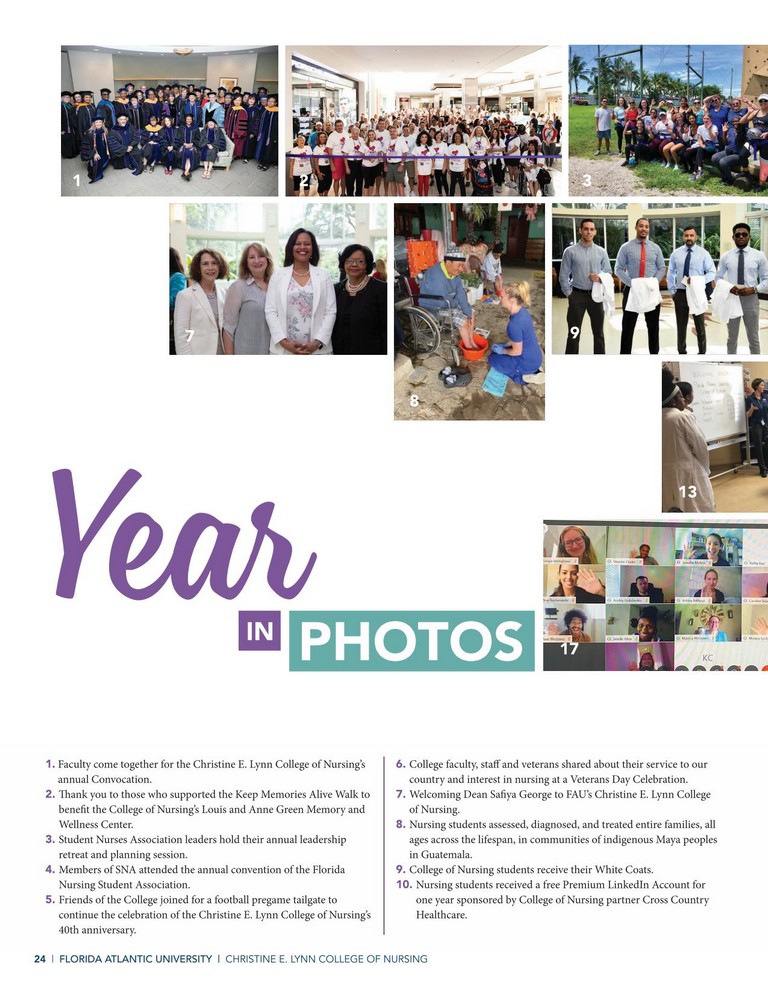 1
2
3
7
8
9
13
17
KC
Year
IN PHOTOS
1. Faculty come together for the Christine E. Lynn College of Nursing’s
annual Convocation.
2. Thank you to those who supported the Keep Memories Alive Walk to
benefit the College of Nursing’s Louis and Anne Green Memory and
Wellness Center.
3. Student Nurses Association leaders hold their annual leadership
retreat and planning session.
4. Members of SNA attended the annual convention of the Florida
Nursing Student Association.
5. Friends of the College joined for a football pregame tailgate to
continue the celebration of the Christine E. Lynn College of Nursing’s
40th anniversary.
6. College faculty, staff and veterans shared about their service to our
country and interest in nursing at a Veterans Day Celebration.
7. Welcoming Dean Safiya George to FAU’s Christine E. Lynn College
of Nursing.
8. Nursing students assessed, diagnosed, and treated entire families, all
ages across the lifespan, in communities of indigenous Maya peoples
in Guatemala.
9. College of Nursing students receive their White Coats.
10. Nursing students received a free Premium LinkedIn Account for
one year sponsored by College of Nursing partner Cross Country
Healthcare.
24 | FLORIDA ATLANTIC UNIVERSITY | CHRISTINE E. LYNN COLLEGE OF NURSING